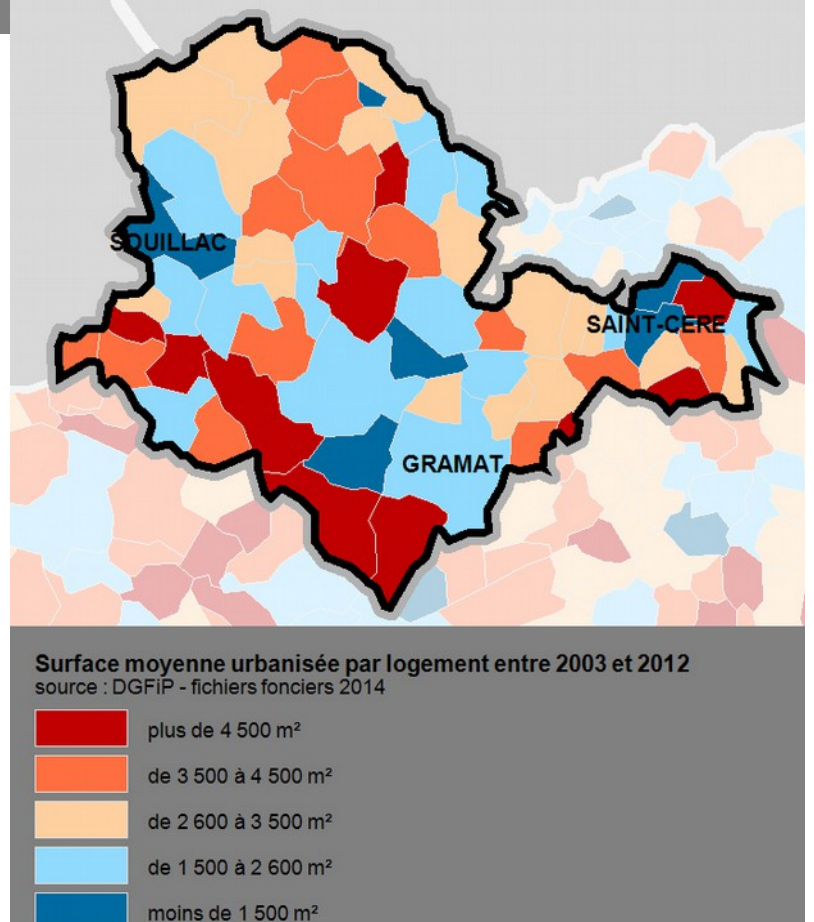 SOUILLAC
SAINT-CERE
GRAMAT
Surface moyenne urbanisée par logement entre 2003 et 2012
source : DGFiP - fichiers fonciers 2014
plus de 4 500 m²
de 3 500 à 4 500 m²
de 2 600 à 3 500 m²
de 1 500 à 2 600 m²
moins de 1 500 m²